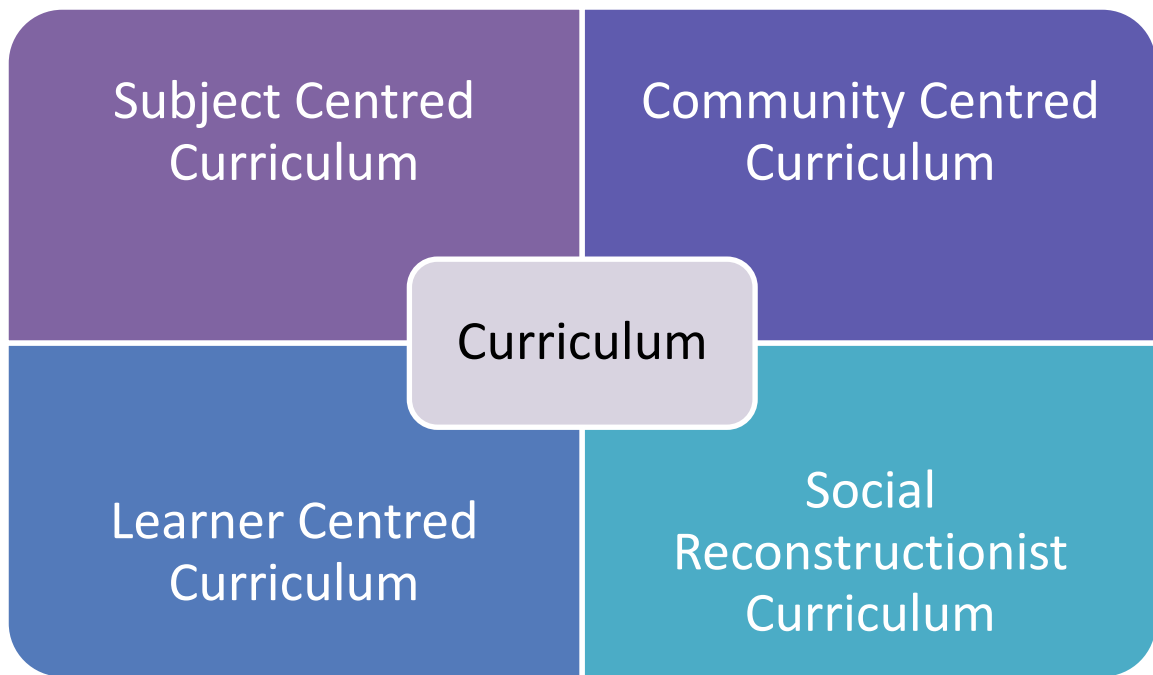 Subject Centred
Curriculum
Community Centred
Curriculum
Curriculum
Learner Centred
Curriculum
Social
Reconstructionist
Curriculum